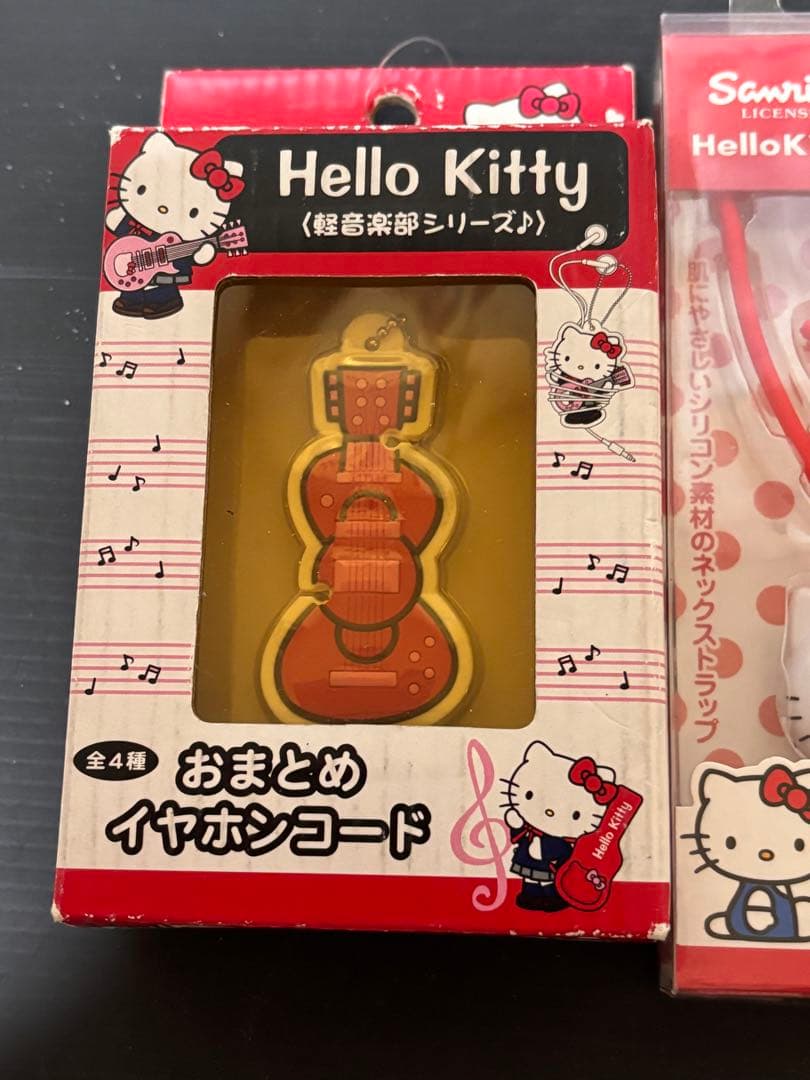 Hello Kitty
〈軽音楽部シリーズ♪〉
全4種
おまとめ
イヤホンコード
Hello Kitty
Sanri
LICENS
HelloK
肌にやさしいシリコン素材のネックストラップ